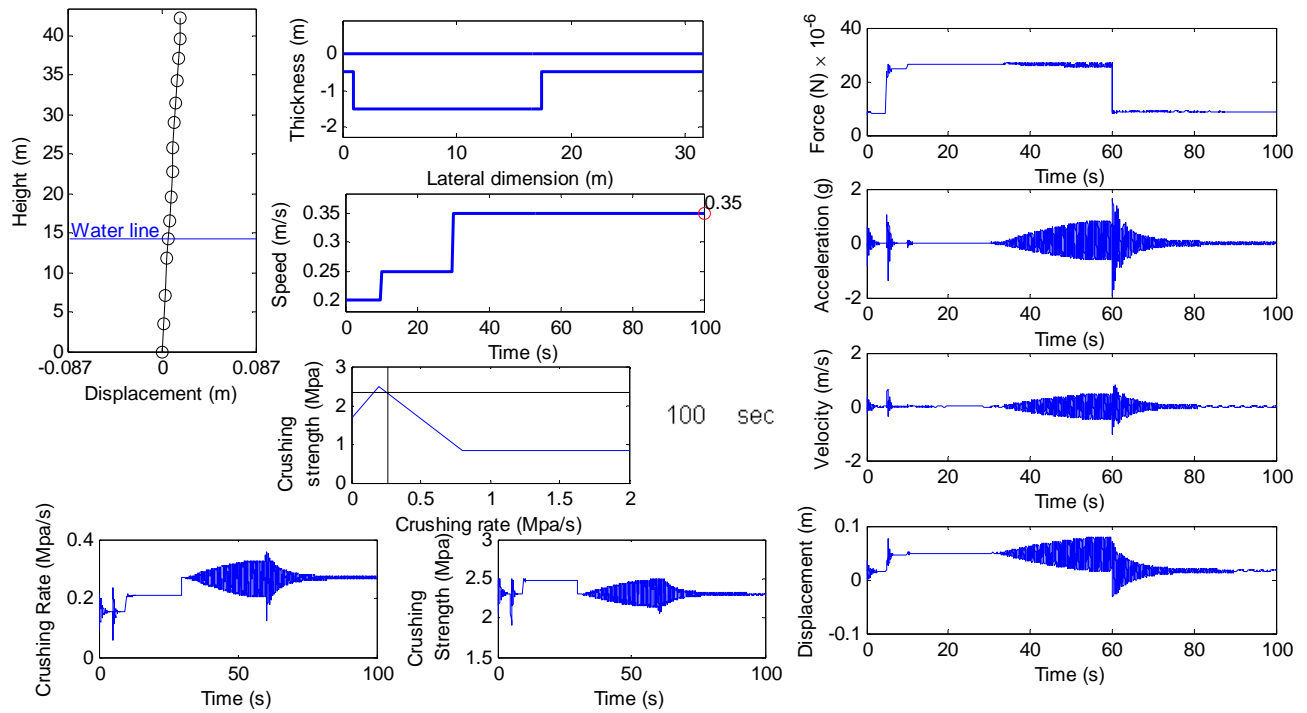 40
35
30
25
20
15
10
5
0
Height (m)
Water line
-0.087 0 0.087
Displacement (m)
0
-1
-2
Thickness (m)
0 10 20 30
Lateral dimension (m)
0.35
0.3
0.25
0.2
Speed (m/s)
0.35
0 20 40 60 80 100
Time (s)
3
2
1
0
Crushing
strength (Mpa)
0 0.5 1 1.5 2
Crushing rate (Mpa/s)
100 sec
0.4
0.2
0
Crushing Rate (Mpa/s)
0 50 100
Time (s)
3
2.5
2
1.5
Crushing
Strength (Mpa)
0 50 100
Time (s)
40
20
0
Force (N) × 10⁻⁶
0 20 40 60 80 100
Time (s)
2
0
-2
Acceleration (g)
0 20 40 60 80 100
Time (s)
2
0
-2
Velocity (m/s)
0 20 40 60 80 100
Time (s)
0.1
0
-0.1
Displacement (m)
0 20 40 60 80 100
Time (s)